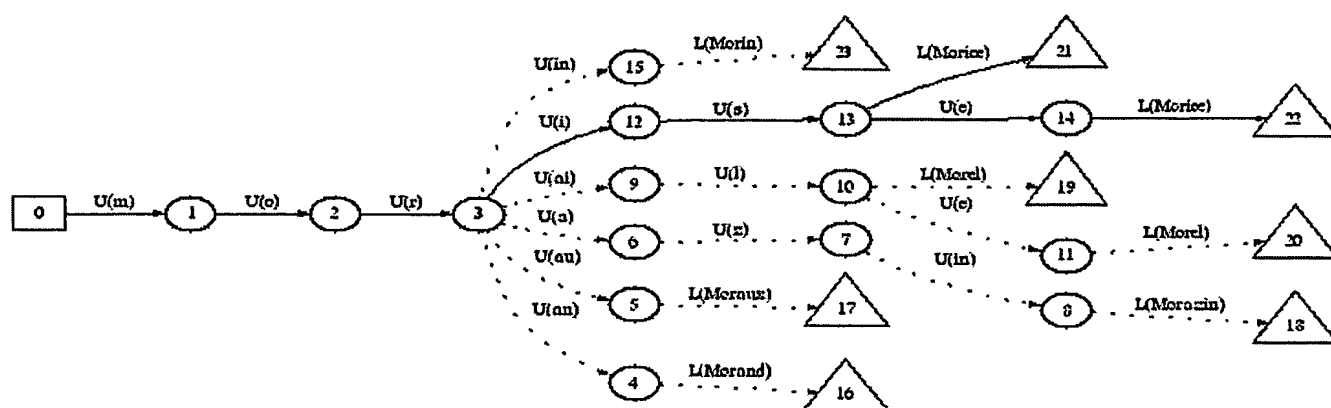 U(in) 15 L(Morin) 23 L(Morice) 21
U(i) 12 U(s) 13 U(e) 14 L(Morice) 22
U(ai) 9 U(l) 10 L(Morel) 19
0 U(m) 1 U(o) 2 U(r) 3
U(a) 6 U(z) 7 U(e) 11 L(Morel) 20
U(au) 5 L(Moraux) 17 U(in) 8 L(Morazin) 18
U(an) 4 L(Morand) 16